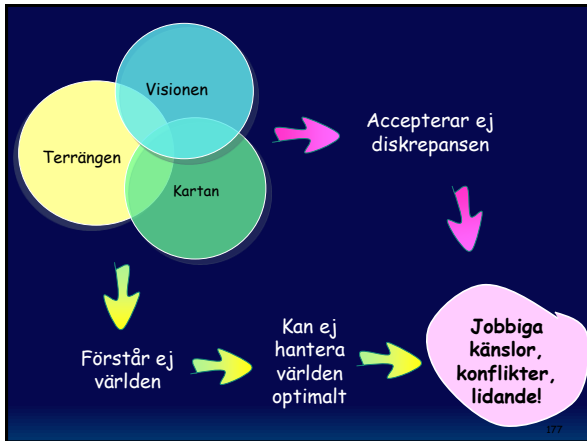 Visionen
Terrängen
Kartan
Accepterar ej
diskrepansen
Förstår ej
världen
Kan ej
hantera
världen
optimalt
Jobbiga
känslor,
konflikter,
lidande!
177